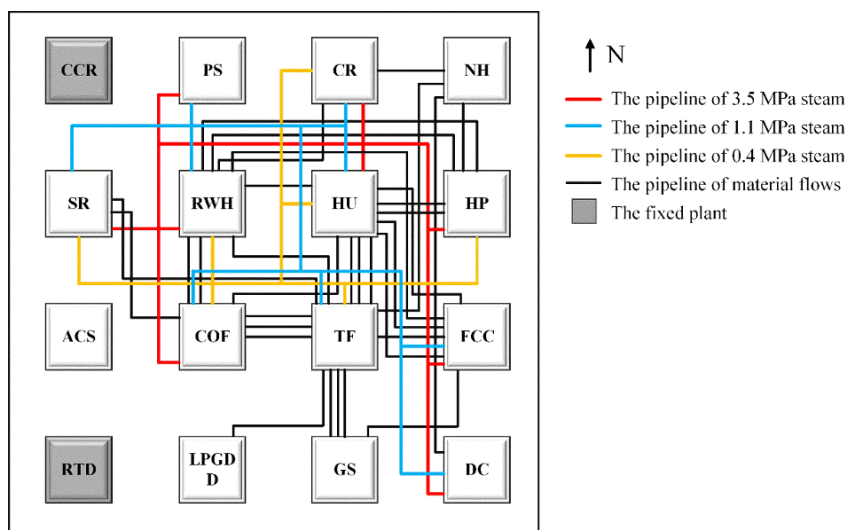 CCR
PS
CR
NH
SR
RWH
HU
HP
ACS
COF
TF
FCC
RTD
LPGD
D
GS
DC
N
The pipeline of 3.5 MPa steam
The pipeline of 1.1 MPa steam
The pipeline of 0.4 MPa steam
The pipeline of material flows
The fixed plant